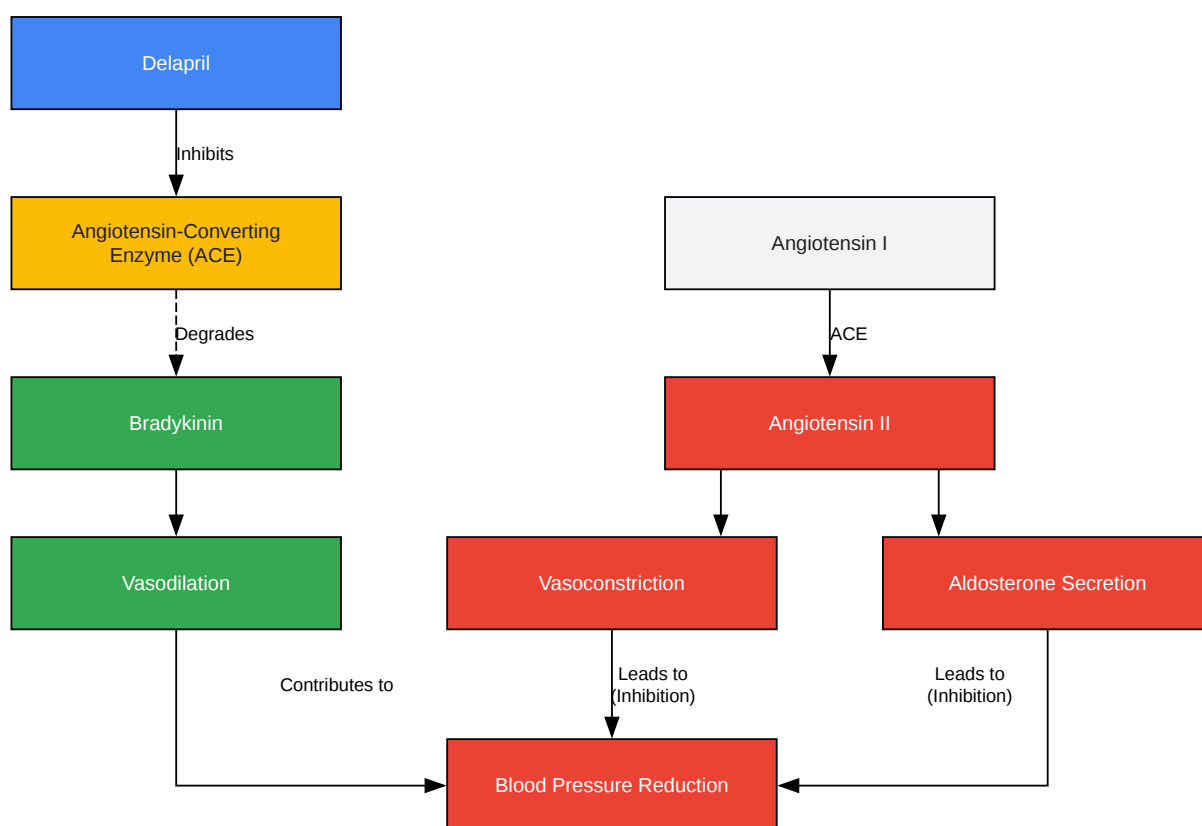 Delapril
Inhibits
Angiotensin-Converting
Enzyme (ACE)
Angiotensin I
Degrades
ACE
Bradykinin
Angiotensin II
Vasodilation
Vasoconstriction
Aldosterone Secretion
Contributes to
Leads to
(Inhibition)
Leads to
(Inhibition)
Blood Pressure Reduction